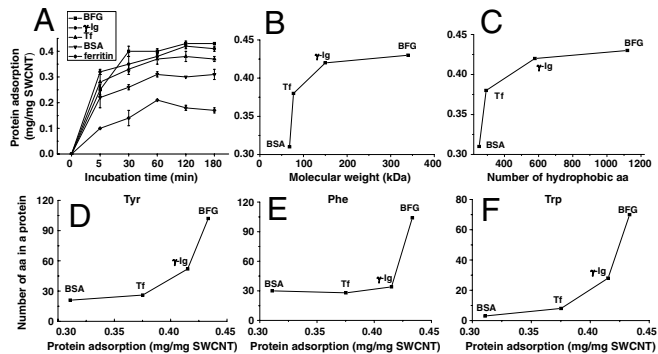 A
BFG
γ-Ig
Tf
BSA
ferritin
Protein adsorption
(mg/mg SWCNT)
0.4
0.3
0.2
0.1
0.0
0 5 30 60 120 180
Incubation time (min)
B
0.45
0.40
0.35
0.30
BSA
Tf
γ-Ig
BFG
0 100 200 300 400
Molecular weight (kDa)
C
0.45
0.40
0.35
0.30
BSA
Tf
γ-Ig
BFG
300 600 900 1200
Number of hydrophobic aa
D
Tyr
Number of aa in a protein
120
90
60
30
0
BSA
Tf
γ-Ig
BFG
0.30 0.35 0.40 0.45
Protein adsorption (mg/mg SWCNT)
E
Phe
120
90
60
30
0
BSA
Tf
γ-Ig
BFG
0.30 0.35 0.40 0.45
Protein adsorption (mg/mg SWCNT)
F
Trp
80
60
40
20
0
BSA
Tf
γ-Ig
BFG
0.30 0.35 0.40 0.45
Protein adsorption (mg/mg SWCNT)